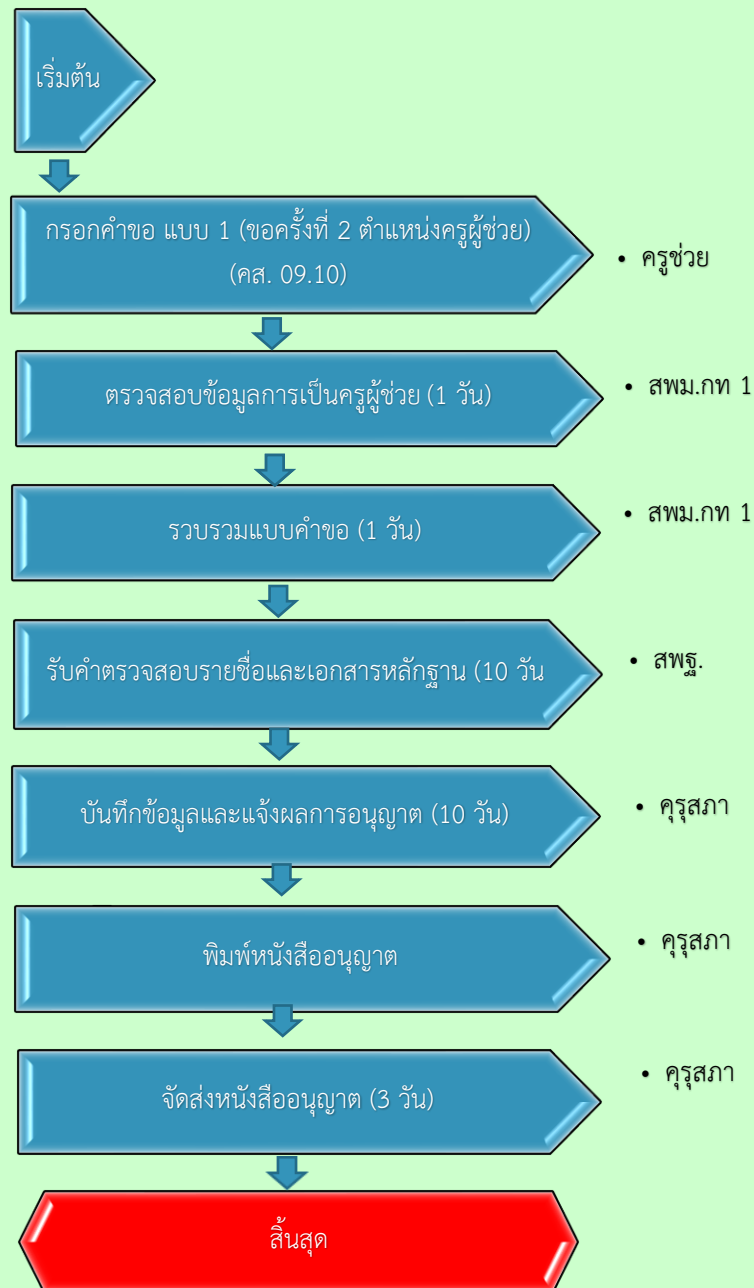 เริ่มต้น
กรอกคำขอ แบบ 1 (ขอครั้งที่ 2 ตำแหน่งครูผู้ช่วย)
(คส. 09.10)
• ครูช่วย
ตรวจสอบข้อมูลการเป็นครูผู้ช่วย (1 วัน)
• สพม.กท 1
รวบรวมแบบคำขอ (1 วัน)
• สพม.กท 1
รับคำตรวจสอบรายชื่อและเอกสารหลักฐาน (10 วัน
• สพฐ.
บันทึกข้อมูลและแจ้งผลการอนุญาต (10 วัน)
• คุรุสภา
พิมพ์หนังสืออนุญาต
• คุรุสภา
จัดส่งหนังสืออนุญาต (3 วัน)
• คุรุสภา
สิ้นสุด